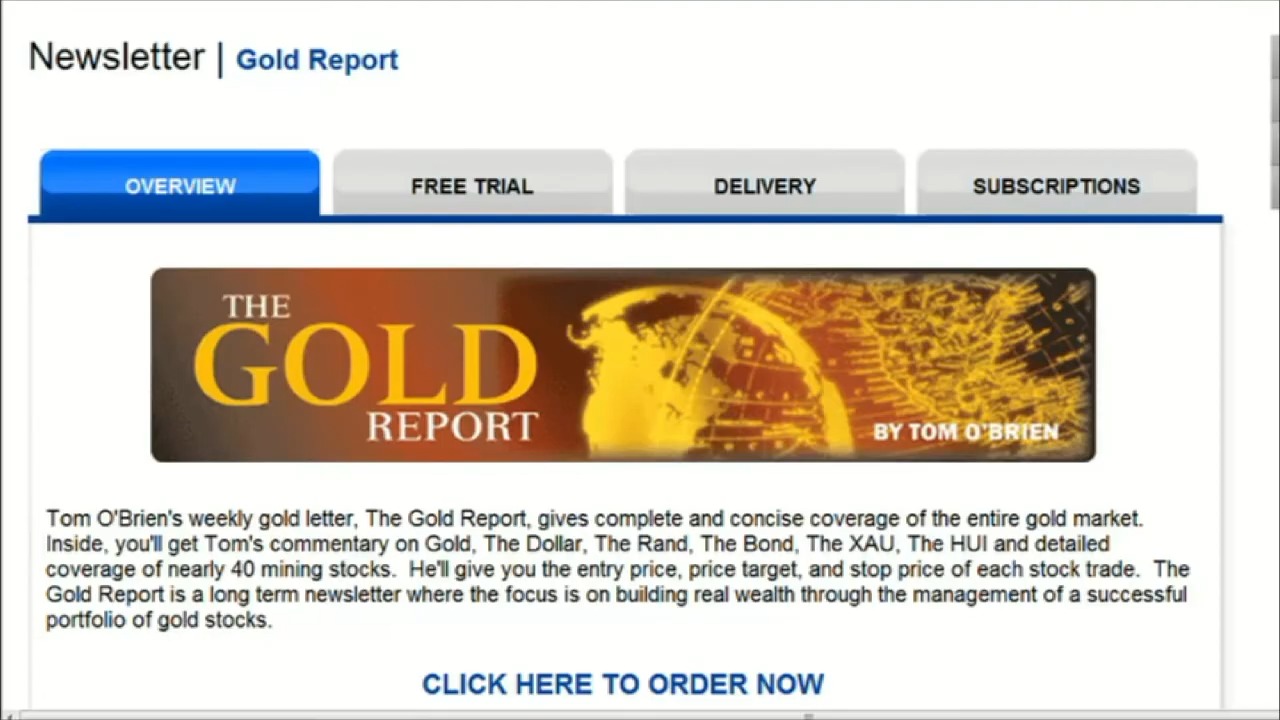 Newsletter | Gold Report
OVERVIEW
FREE TRIAL
DELIVERY
SUBSCRIPTIONS
THE
GOLD
REPORT
BY TOM O'BRIEN
Tom O'Brien's weekly gold letter, The Gold Report, gives complete and concise coverage of the entire gold market.
Inside, you'll get Tom's commentary on Gold, The Dollar, The Rand, The Bond, The XAU, The HUI and detailed
coverage of nearly 40 mining stocks.  He'll give you the entry price, price target, and stop price of each stock trade.  The
Gold Report is a long term newsletter where the focus is on building real wealth through the management of a successful
portfolio of gold stocks.
CLICK HERE TO ORDER NOW